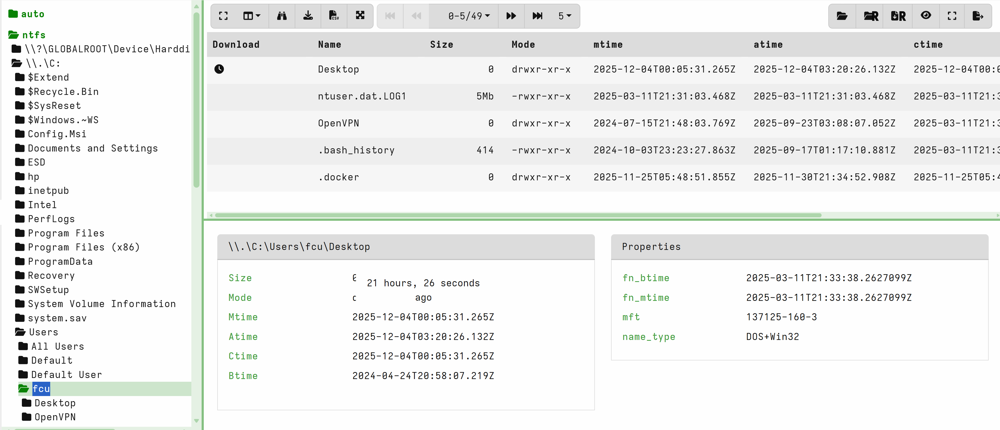 auto
ntfs
\\?\GLOBALROOT\Device\Harddi
\\.\C:
$Extend
$Recycle.Bin
$SysReset
$Windows.~WS
Config.Msi
Documents and Settings
ESD
hp
inetpub
Intel
PerfLogs
Program Files
Program Files (x86)
ProgramData
Recovery
SWSetup
System Volume Information
system.sav
Users
All Users
Default
Default User
fcu
Desktop
OpenVPN
CSV
0-5/49
5
R
R
Download Name Size Mode mtime atime ctime
Desktop 0 drwxr-xr-x 2025-12-04T00:05:31.265Z 2025-12-04T03:20:26.132Z 2025-12-04T00:0
ntuser.dat.LOG1 5Mb -rwxr-xr-x 2025-03-11T21:31:03.468Z 2025-03-11T21:31:03.468Z 2025-03-11T21:3
OpenVPN 0 drwxr-xr-x 2024-07-15T21:48:03.769Z 2025-09-23T03:08:07.052Z 2025-03-11T21:3
.bash_history 414 -rwxr-xr-x 2024-10-03T23:23:27.863Z 2025-09-17T01:17:10.881Z 2025-03-11T21:3
.docker 0 drwxr-xr-x 2025-11-25T05:48:51.855Z 2025-11-30T21:34:52.908Z 2025-11-25T05:4
\\.\C:\Users\fcu\Desktop
Size 0
21 hours, 26 seconds
ago
Mode
Mtime 2025-12-04T00:05:31.265Z
Atime 2025-12-04T03:20:26.132Z
Ctime 2025-12-04T00:05:31.265Z
Btime 2024-04-24T20:58:07.219Z
Properties
fn_btime 2025-03-11T21:33:38.2627099Z
fn_mtime 2025-03-11T21:33:38.2627099Z
mft 137125-160-3
name_type DOS+Win32